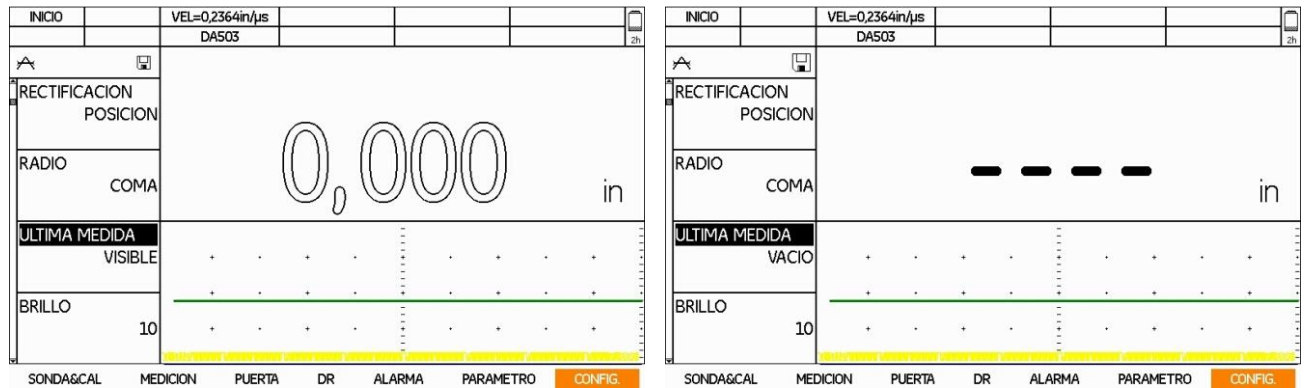 INICIO VEL=0,2364in/µs
DA503
2h
RECTIFICACION
POSICION
0,000
RADIO
COMA
in
ULTIMA MEDIDA
VISIBLE
BRILLO
10
SONDA&CAL MEDICION PUERTA DR ALARMA PARAMETRO CONFIG.
INICIO VEL=0,2364in/µs
DA503
2h
RECTIFICACION
POSICION
RADIO
- - - -
COMA
in
ULTIMA MEDIDA
VACIO
BRILLO
10
SONDA&CAL MEDICION PUERTA DR ALARMA PARAMETRO CONFIG.